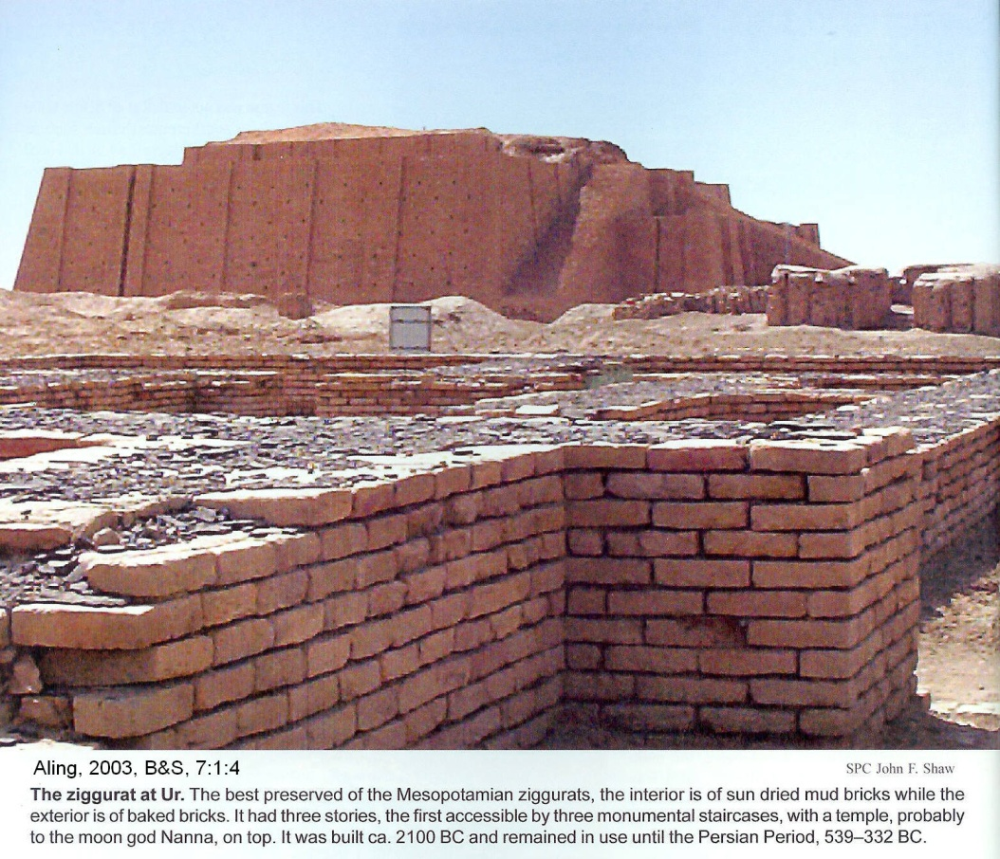 Aling, 2003, B&S, 7:1:4
SPC John F. Shaw
The ziggurat at Ur. The best preserved of the Mesopotamian ziggurats, the interior is of sun dried mud bricks while the
exterior is of baked bricks. It had three stories, the first accessible by three monumental staircases, with a temple, probably
to the moon god Nanna, on top. It was built ca. 2100 BC and remained in use until the Persian Period, 539–332 BC.